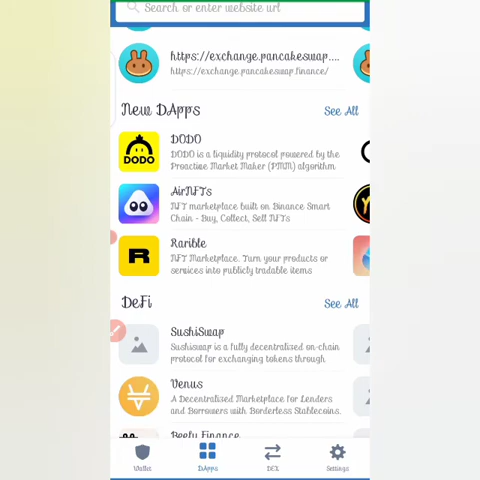 Search or enter website url
https://exchange.pancakeswap....
https://exchange.pancakeswap.finance/
New DApps
See All
DODO
DODO
DODO is a liquidity protocol powered by the
Proactive Market Maker (PMM) algorithm
AirNFTs
NFT marketplace built on Binance Smart
Chain - Buy, Collect, Sell NFTs
R
Rarible
NFT Marketplace. Turn your products or
services into publicly tradable items
DeFi
See All
SushiSwap
Sushiswap is a fully decentralized on-chain
protocol for exchanging tokens through
Venus
A Decentralized Marketplace for Lenders
and Borrowers with Borderless Stablecoins.
Beefy Finance
Wallet
DApps
DEX
Settings